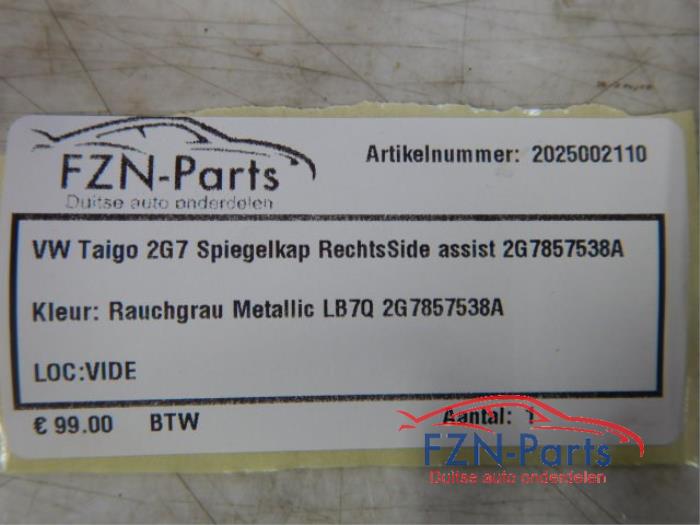 FZN-Parts
Duitse auto onderdelen
Artikelnummer: 2025002110
VW Taigo 2G7 Spiegelkap RechtsSide assist 2G7857538A
Kleur: Rauchgrau Metallic LB7Q 2G7857538A
LOC:VIDE
€ 99.00 BTW Aantal: 1
FZN-Parts
Duitse auto onderdelen